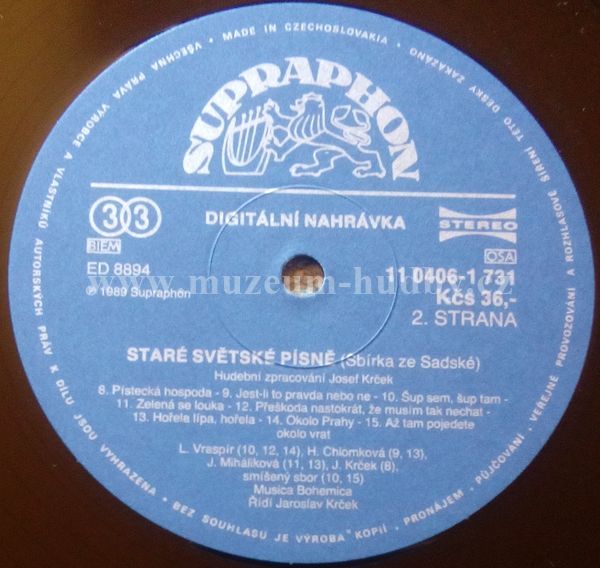 VŠECHNA PRÁVA VÝROBCE A VLASTNÍKŮ AUTORSKÝCH PRÁV K DÍLU JSOU VYHRAZENA • BEZ SOUHLASU JE VÝROBA KOPIÍ • PRONÁJEM • PŮJČOVÁNÍ • VEŘEJNÉ PROVOZOVÁNÍ A ROZHLASOVÉ ŠÍŘENÍ TÉTO DESKY ZAKÁZÁNO • MADE IN CZECHOSLOVAKIA •
SUPRAPHON
33
DIGITÁLNÍ NAHRÁVKA
STEREO
BIEM
OSA
ED 8894
11 0406-1 731
℗ 1989 Supraphon
Kčs 36,-
2. STRANA
www.muzeum-hudby.cz
STARÉ SVĚTSKÉ PÍSNĚ (Sbírka ze Sadské)
Hudební zpracování Josef Krček
8. Pístecká hospoda - 9. Jest-li to pravda nebo ne - 10. Šup sem, šup tam -
11. Zelená se louka - 12. Přeškoda nastokrát, že musím tak nechat -
13. Hořela lípa, hořela - 14. Okolo Prahy - 15. Až tam pojedete
okolo vrat
L. Vraspír (10, 12, 14), H. Chlomková (9, 13),
J. Miháliková (11, 13), J. Krček (8),
smíšený sbor (10, 15)
Musica Bohemica
Řídí Jaroslav Krček